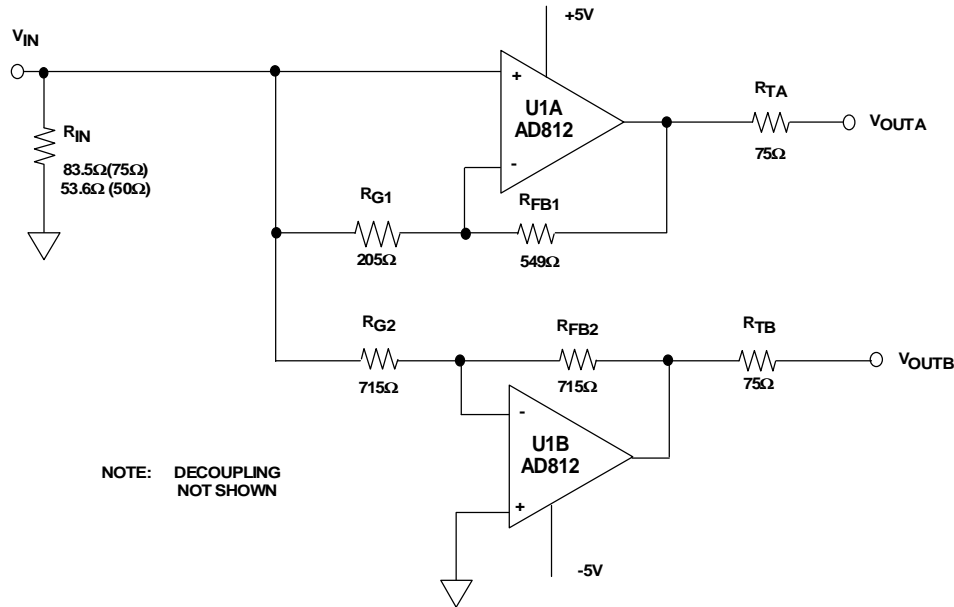 +5V
VIN
+
U1A
AD812
-
RIN
83.5Ω(75Ω)
53.6Ω (50Ω)
RTA
75Ω
VOUTA
RG1
205Ω
RFB1
549Ω
RG2
715Ω
RFB2
715Ω
RTB
75Ω
VOUTB
-
U1B
AD812
+
-5V
NOTE: DECOUPLING
NOT SHOWN